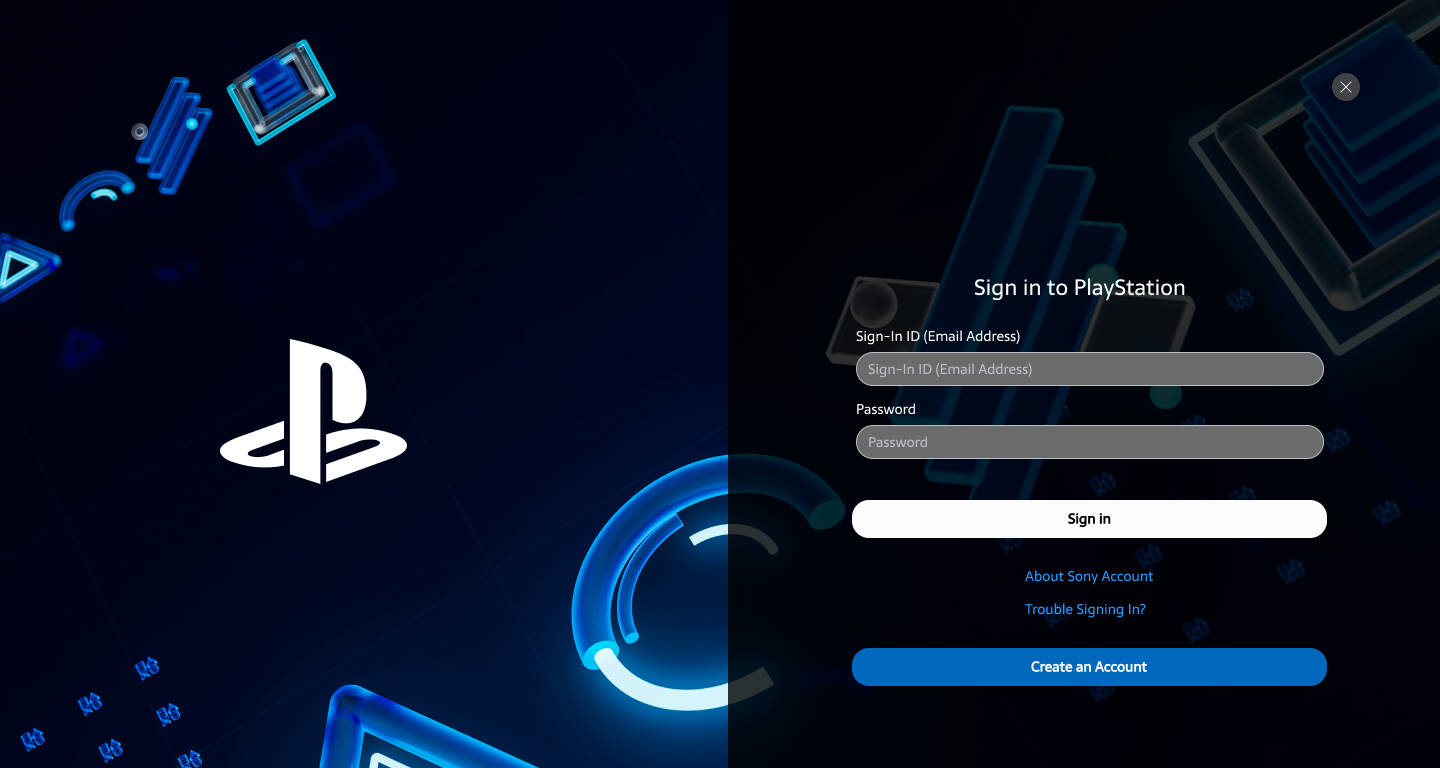 Sign in to PlayStation
Sign-In ID (Email Address)
Sign-In ID (Email Address)
Password
Password
Sign in
About Sony Account
Trouble Signing In?
Create an Account